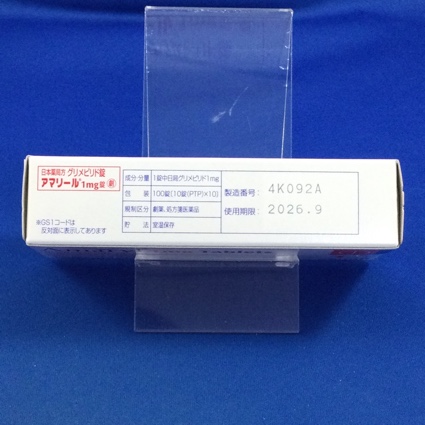 日本薬局方 グリメピリド錠
アマリール1mg錠 劇
※GS1コードは
反対面に表示してあります
成分・分量 1錠中日局グリメピリド1mg
包装 100錠(10錠(PTP)×10)
規制区分 劇薬、処方箋医薬品
貯法 室温保存
製造番号: 4K092A
使用期限: 2026.9